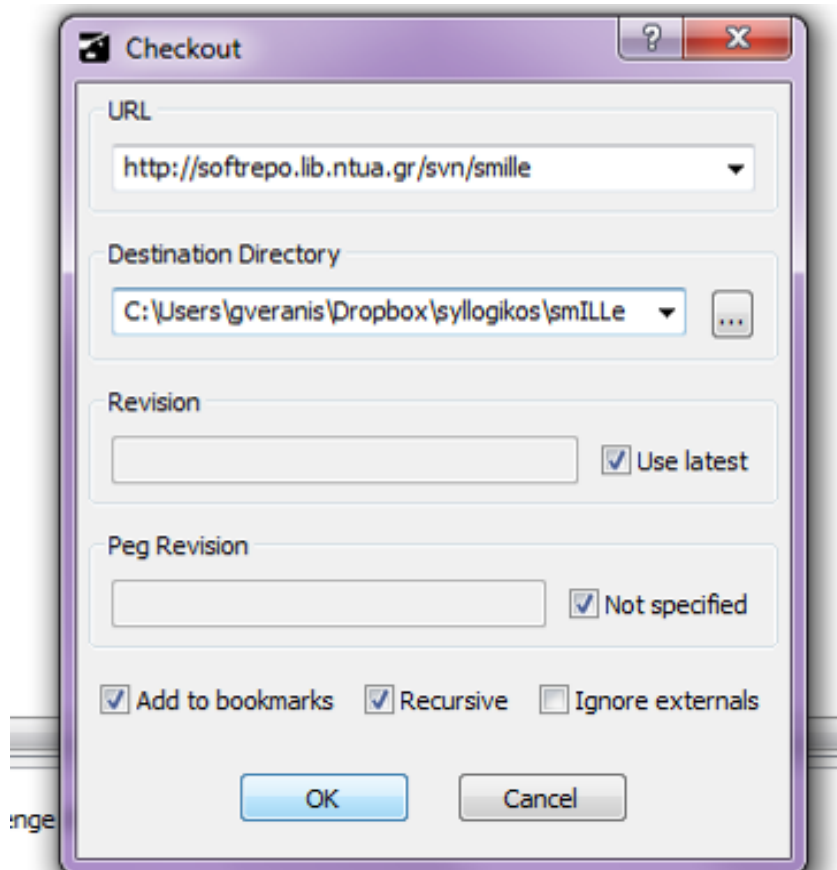 Checkout
URL
http://softrepo.lib.ntua.gr/svn/smille
Destination Directory
C:\Users\gveranis\Dropbox\syllogikos\smILLe
...
Revision
Use latest
Peg Revision
Not specified
Add to bookmarks Recursive Ignore externals
OK Cancel
enge